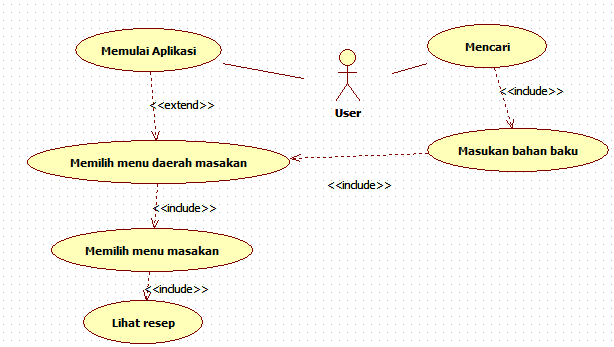 Memulai Aplikasi
Mencari
<<extend>>
<<include>>
User
Memilih menu daerah masakan
Masukan bahan baku
<<include>>
<<include>>
Memilih menu masakan
<<include>>
Lihat resep